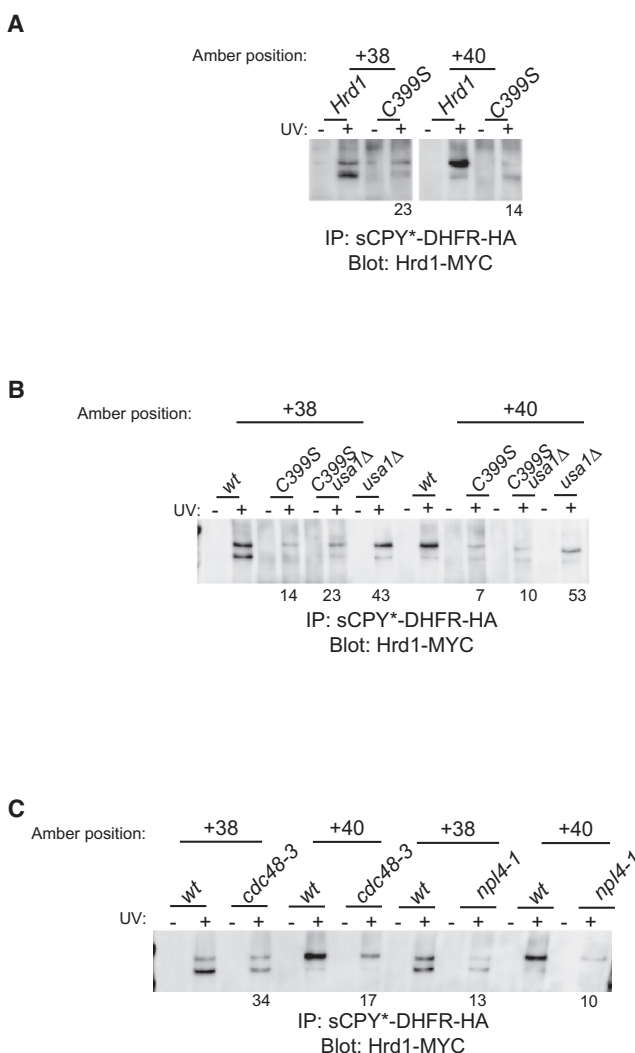 A
Amber position: +38 +40
Hrd1 C399S Hrd1 C399S
UV: - + - + - + - +
23 14
IP: sCPY*-DHFR-HA
Blot: Hrd1-MYC
B
Amber position: +38 +40
wt C399S C399S usa1Δ usa1Δ wt C399S C399S usa1Δ usa1Δ
UV: - + - + - + - + - + - + - + - +
14 23 43 7 10 53
IP: sCPY*-DHFR-HA
Blot: Hrd1-MYC
C
Amber position: +38 +40 +38 +40
wt cdc48-3 wt cdc48-3 wt npl4-1 wt npl4-1
UV: - + - + - + - + - + - + - + - +
34 17 13 10
IP: sCPY*-DHFR-HA
Blot: Hrd1-MYC